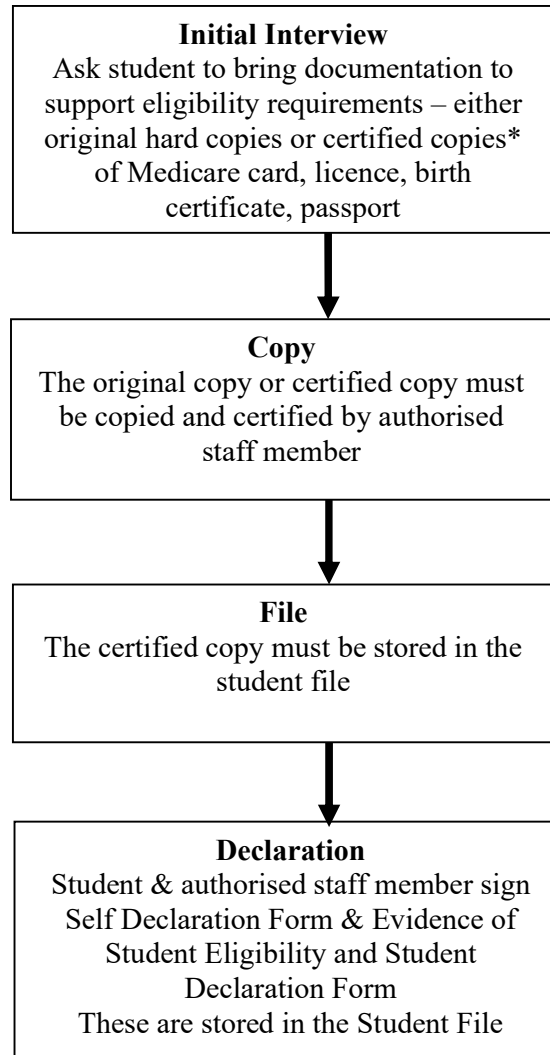 Initial Interview
Ask student to bring documentation to
support eligibility requirements – either
original hard copies or certified copies*
of Medicare card, licence, birth
certificate, passport
Copy
The original copy or certified copy must
be copied and certified by authorised
staff member
File
The certified copy must be stored in the
student file
Declaration
Student & authorised staff member sign
Self Declaration Form & Evidence of
Student Eligibility and Student
Declaration Form
These are stored in the Student File